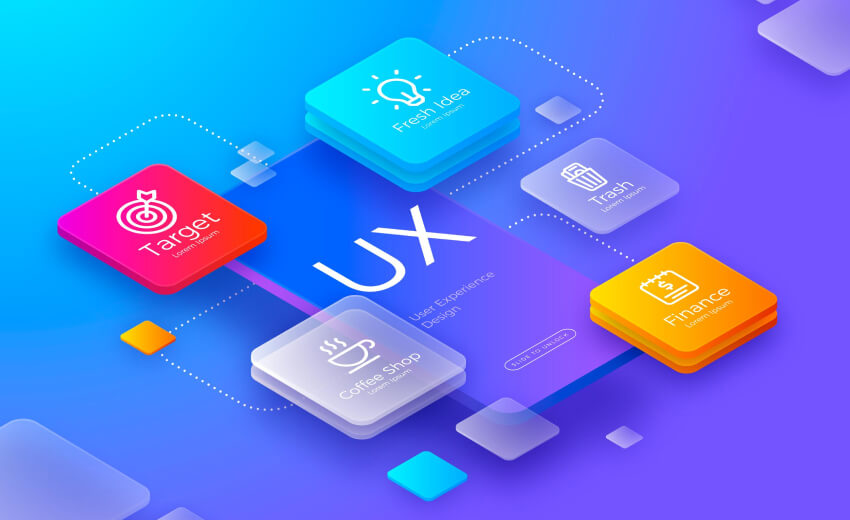 Fresh Idea
Lorem Ipsum
Trash
Lorem Ipsum
Target
Lorem Ipsum
UX
User Experience
Design
Finance
Lorem Ipsum
SLIDE TO UNLOCK
Coffee Shop
Lorem Ipsum